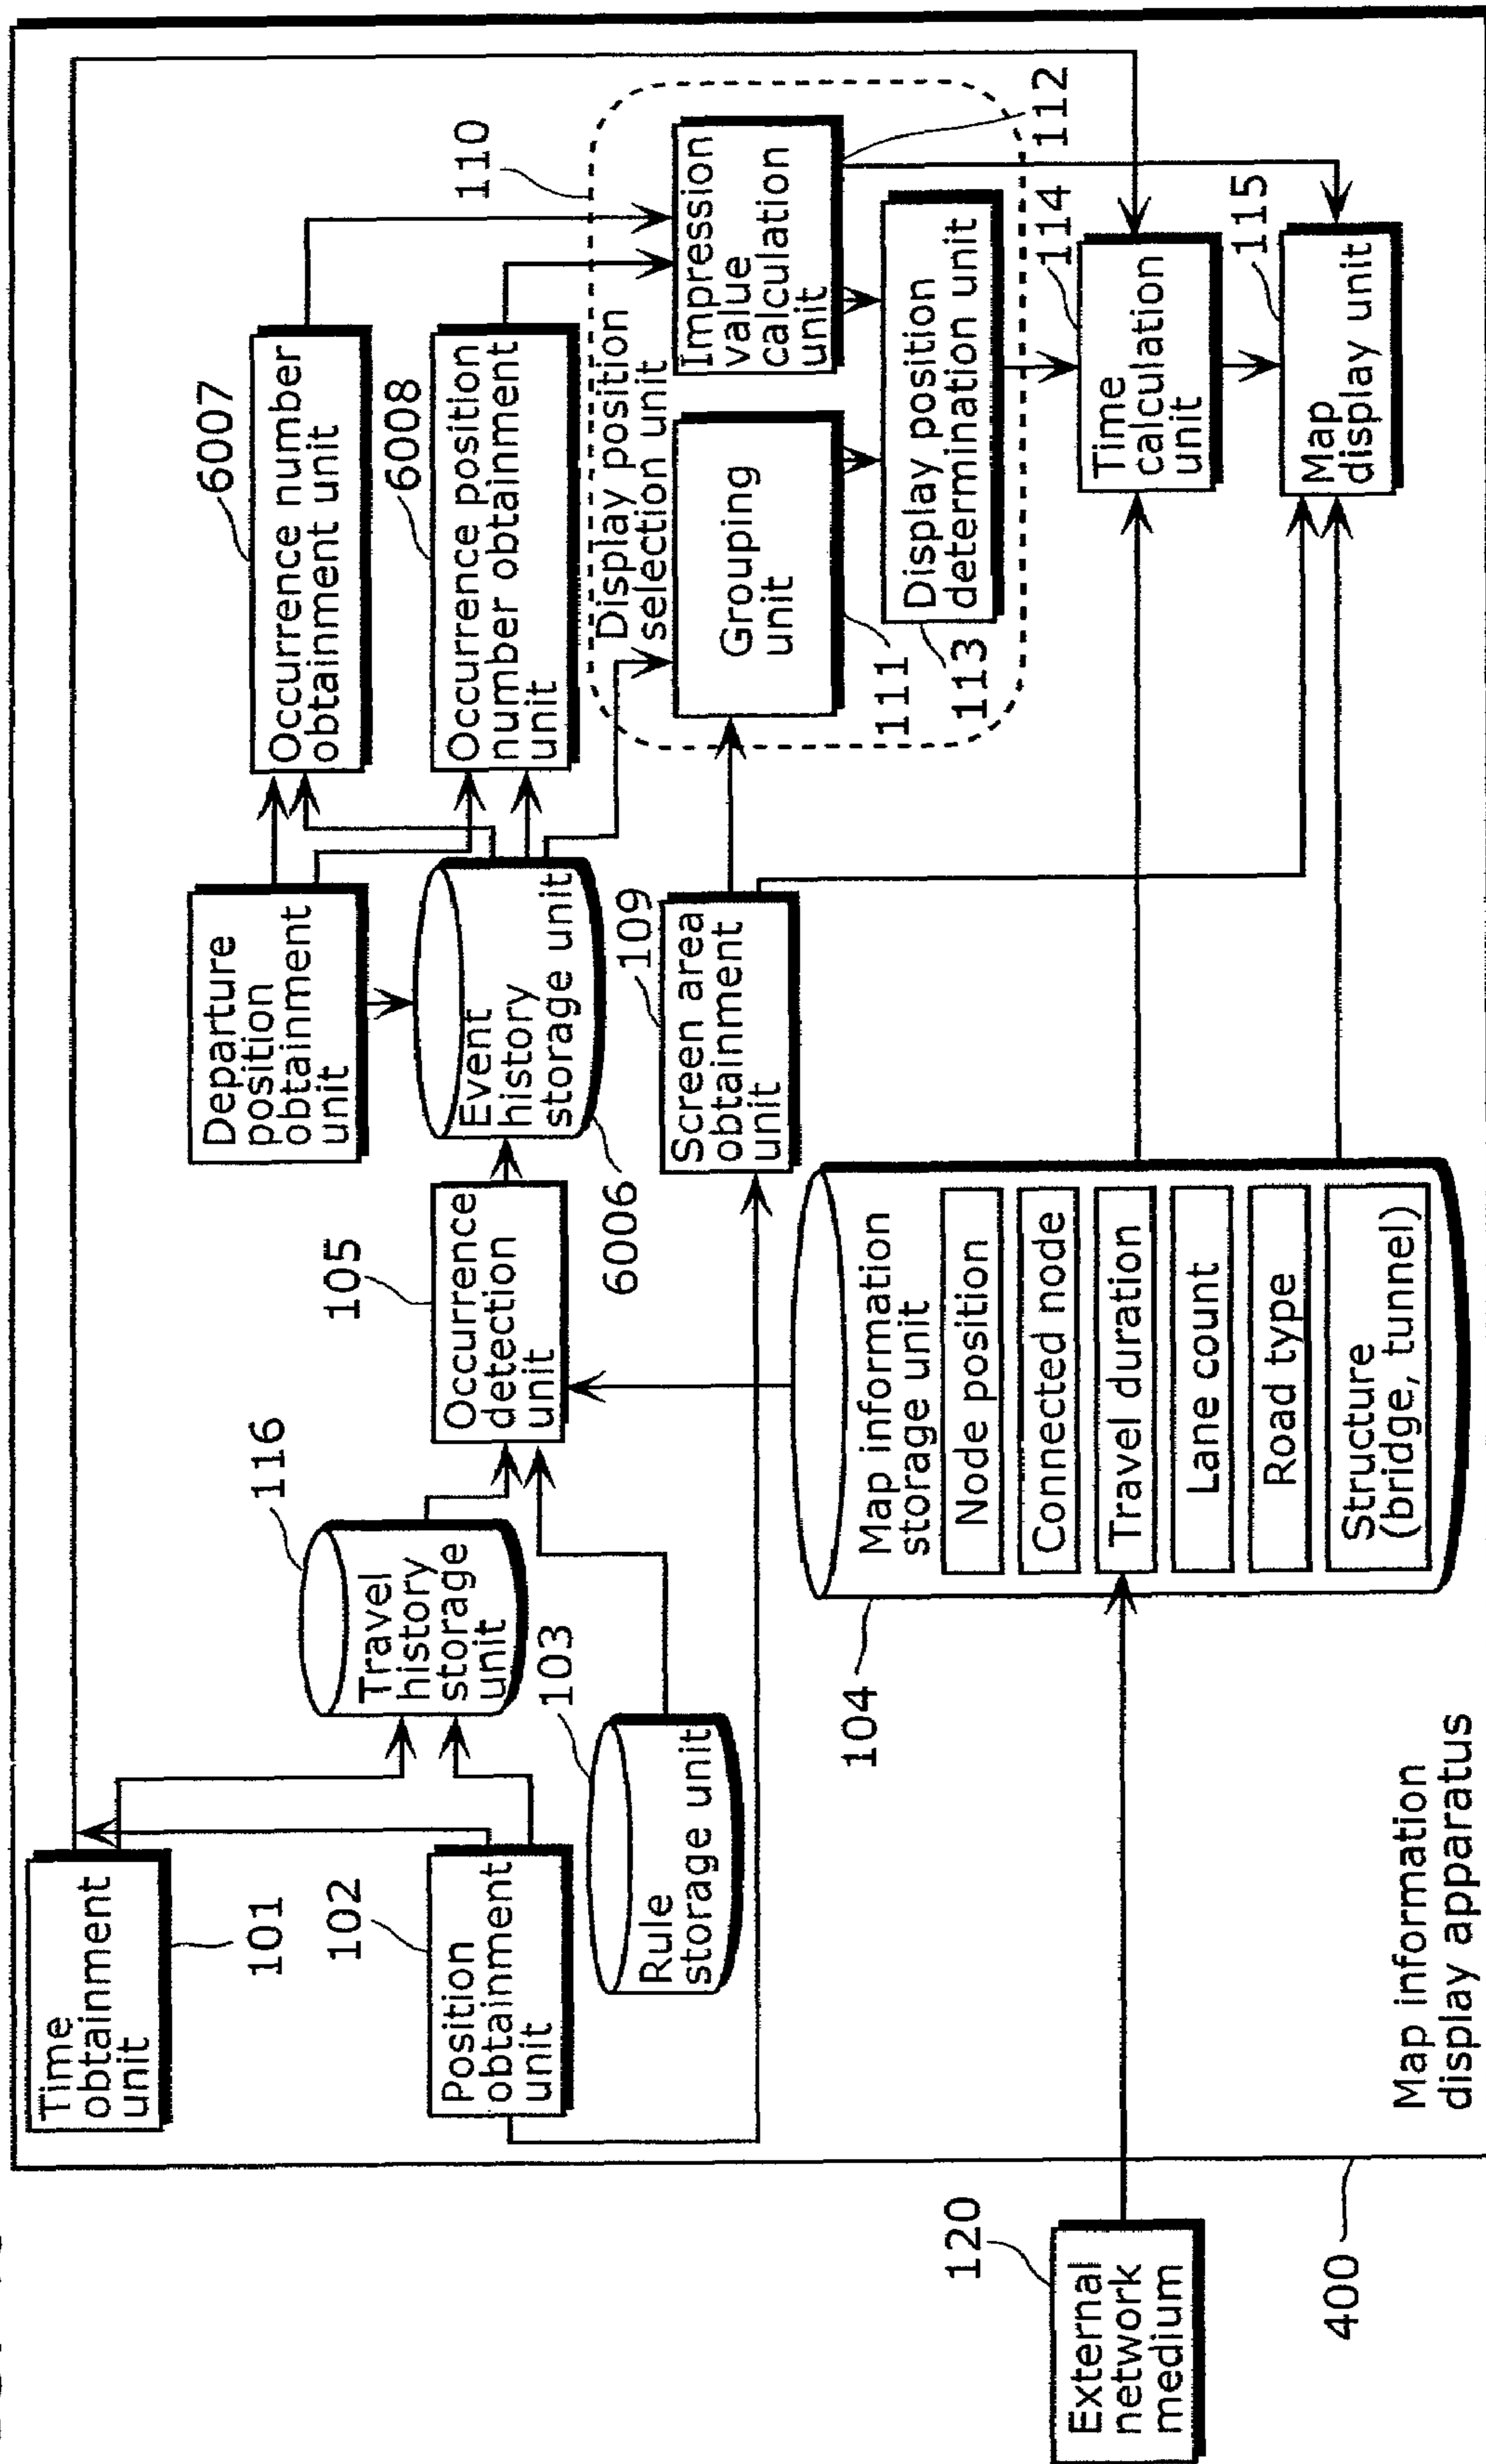 Time
obtainment
unit
101
102
Position
obtainment
unit
Travel
history
storage
unit
116
103
Rule
storage unit
105
Occurrence
detection
unit
Departure
position
obtainment
unit
Event
history
storage unit
6006
6007
Occurrence number
obtainment unit
6008
Occurrence position
number obtainment
unit
110
Display position
selection unit
Impression
value
calculation
unit
112
Grouping
unit
111
Display position
determination unit
113
109
Screen area
obtainment
unit
114
Time
calculation
unit
115
Map
display unit
104
Map information
storage unit
Node position
Connected node
Travel duration
Lane count
Road type
Structure
(bridge, tunnel)
120
External
network
medium
400
Map information
display apparatus